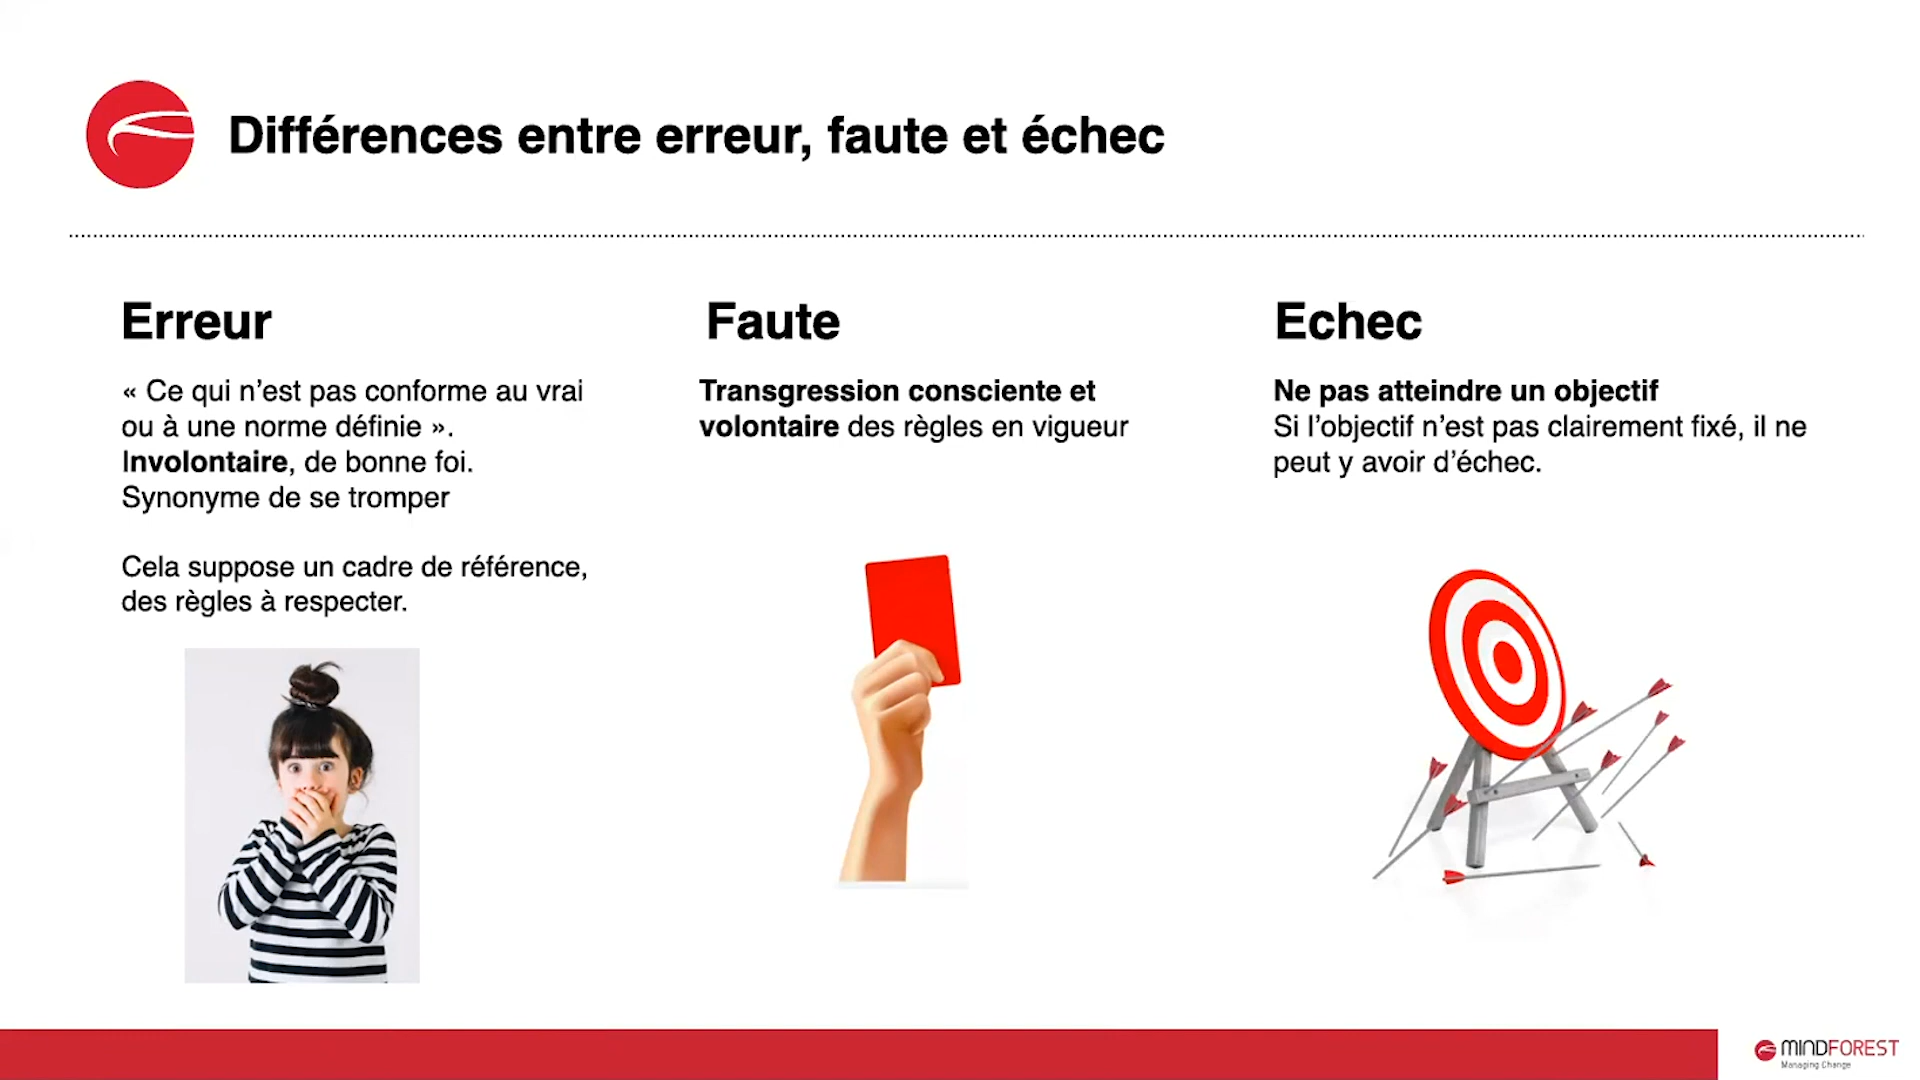 Différences entre erreur, faute et échec
Erreur
« Ce qui n’est pas conforme au vrai
ou à une norme définie ».
Involontaire, de bonne foi.
Synonyme de se tromper
Cela suppose un cadre de référence,
des règles à respecter.
Faute
Transgression consciente et
volontaire des règles en vigueur
Echec
Ne pas atteindre un objectif
Si l’objectif n’est pas clairement fixé, il ne
peut y avoir d’échec.
MINDFOREST
Managing Change